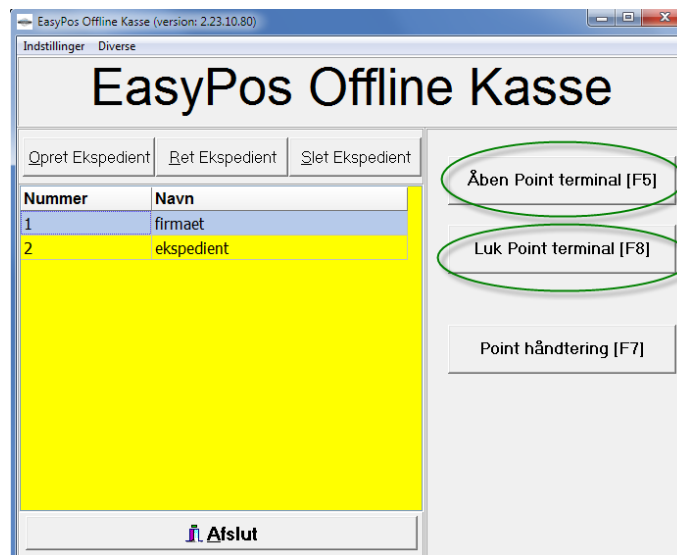 EasyPos Offline Kasse (version: 2.23.10.80)
Indstillinger Diverse
EasyPos Offline Kasse
Opret Ekspedient Ret Ekspedient Slet Ekspedient
Nummer Navn
1 firmaet
2 ekspedient
Åben Point terminal [F5]
Luk Point terminal [F8]
Point håndtering [F7]
Afslut